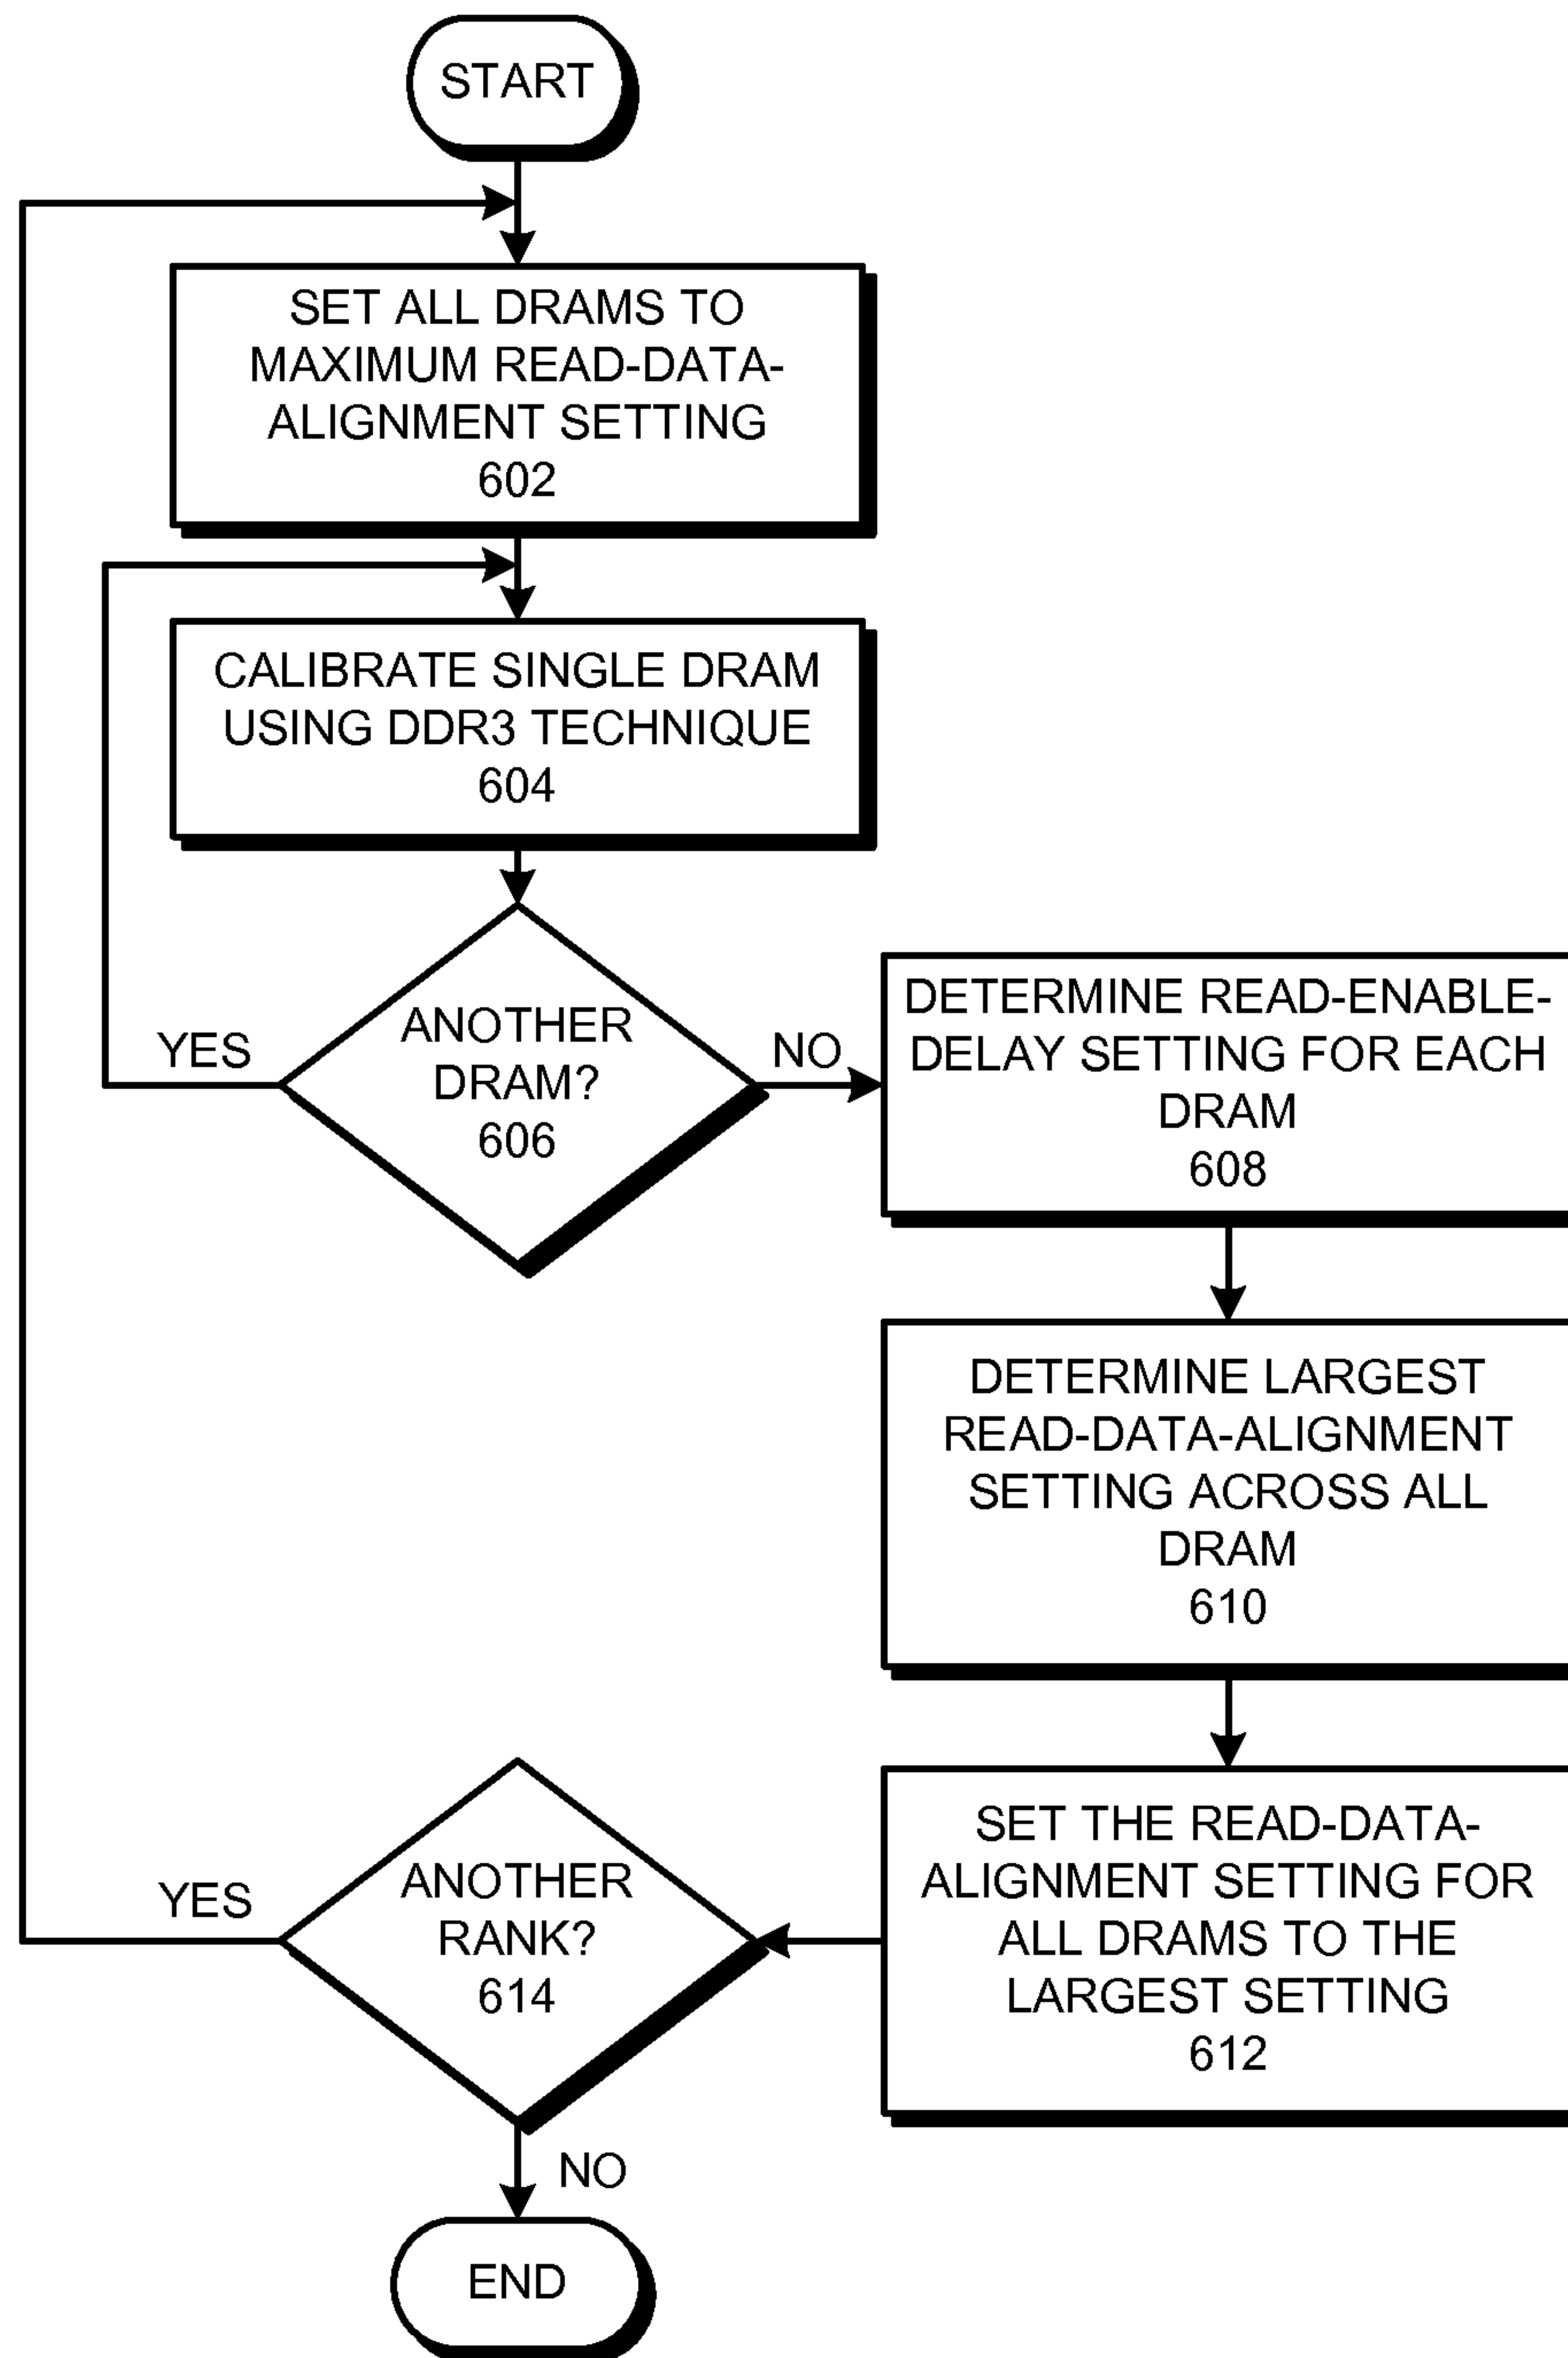 START
SET ALL DRAMS TO
MAXIMUM READ-DATA-
ALIGNMENT SETTING
602
CALIBRATE SINGLE DRAM
USING DDR3 TECHNIQUE
604
ANOTHER
DRAM?
606
YES
NO
DETERMINE READ-ENABLE-
DELAY SETTING FOR EACH
DRAM
608
DETERMINE LARGEST
READ-DATA-ALIGNMENT
SETTING ACROSS ALL
DRAM
610
SET THE READ-DATA-
ALIGNMENT SETTING FOR
ALL DRAMS TO THE
LARGEST SETTING
612
ANOTHER
RANK?
614
YES
NO
END